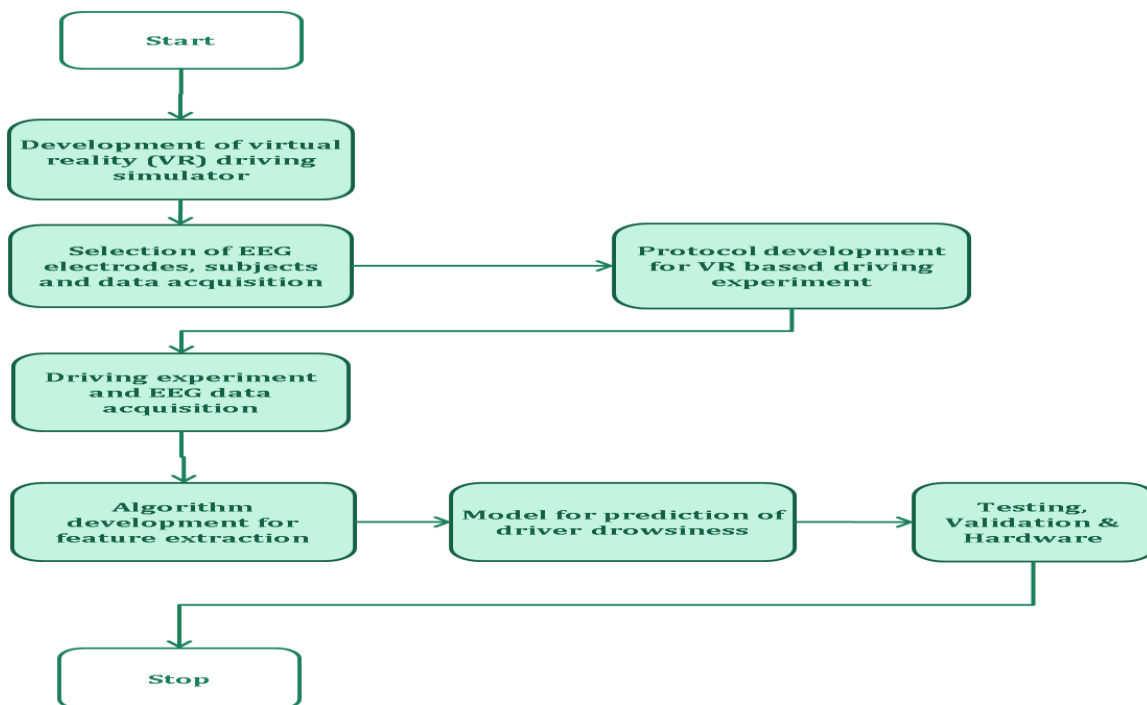 Start
Development of virtual
reality (VR) driving
simulator
Selection of EEG
electrodes, subjects
and data acquisition
Protocol development
for VR based driving
experiment
Driving experiment
and EEG data
acquisition
Algorithm
development for
feature extraction
Model for prediction of
driver drowsiness
Testing,
Validation &
Hardware
Stop